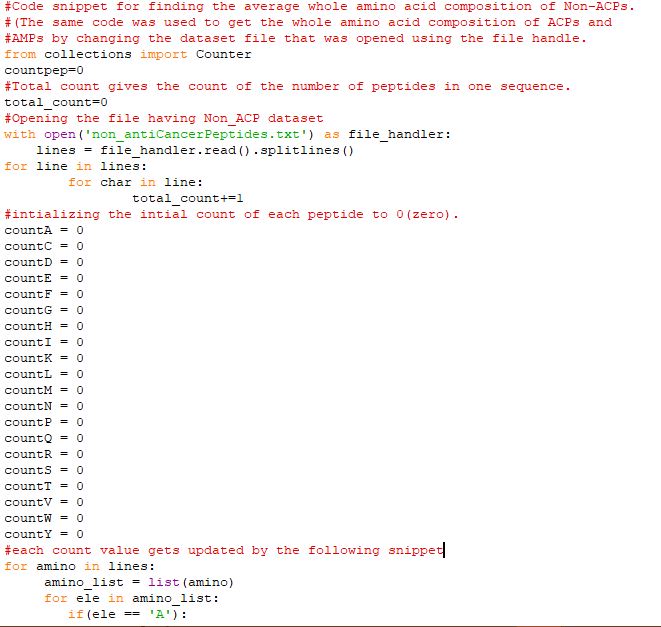 #Code snippet for finding the average whole amino acid composition of Non-ACPs.
#(The same code was used to get the whole amino acid composition of ACPs and
#AMPs by changing the dataset file that was opened using the file handle.
from collections import Counter
countpep=0
#Total count gives the count of the number of peptides in one sequence.
total_count=0
#Opening the file having Non_ACP dataset
with open('non_antiCancerPeptides.txt') as file_handler:
    lines = file_handler.read().splitlines()
for line in lines:
        for char in line:
                total_count+=1
#intializing the intial count of each peptide to 0(zero).
countA = 0
countC = 0
countD = 0
countE = 0
countF = 0
countG = 0
countH = 0
countI = 0
countK = 0
countL = 0
countM = 0
countN = 0
countP = 0
countQ = 0
countR = 0
countS = 0
countT = 0
countV = 0
countW = 0
countY = 0
#each count value gets updated by the following snippet
for amino in lines:
     amino_list = list(amino)
     for ele in amino_list:
        if(ele == 'A'):